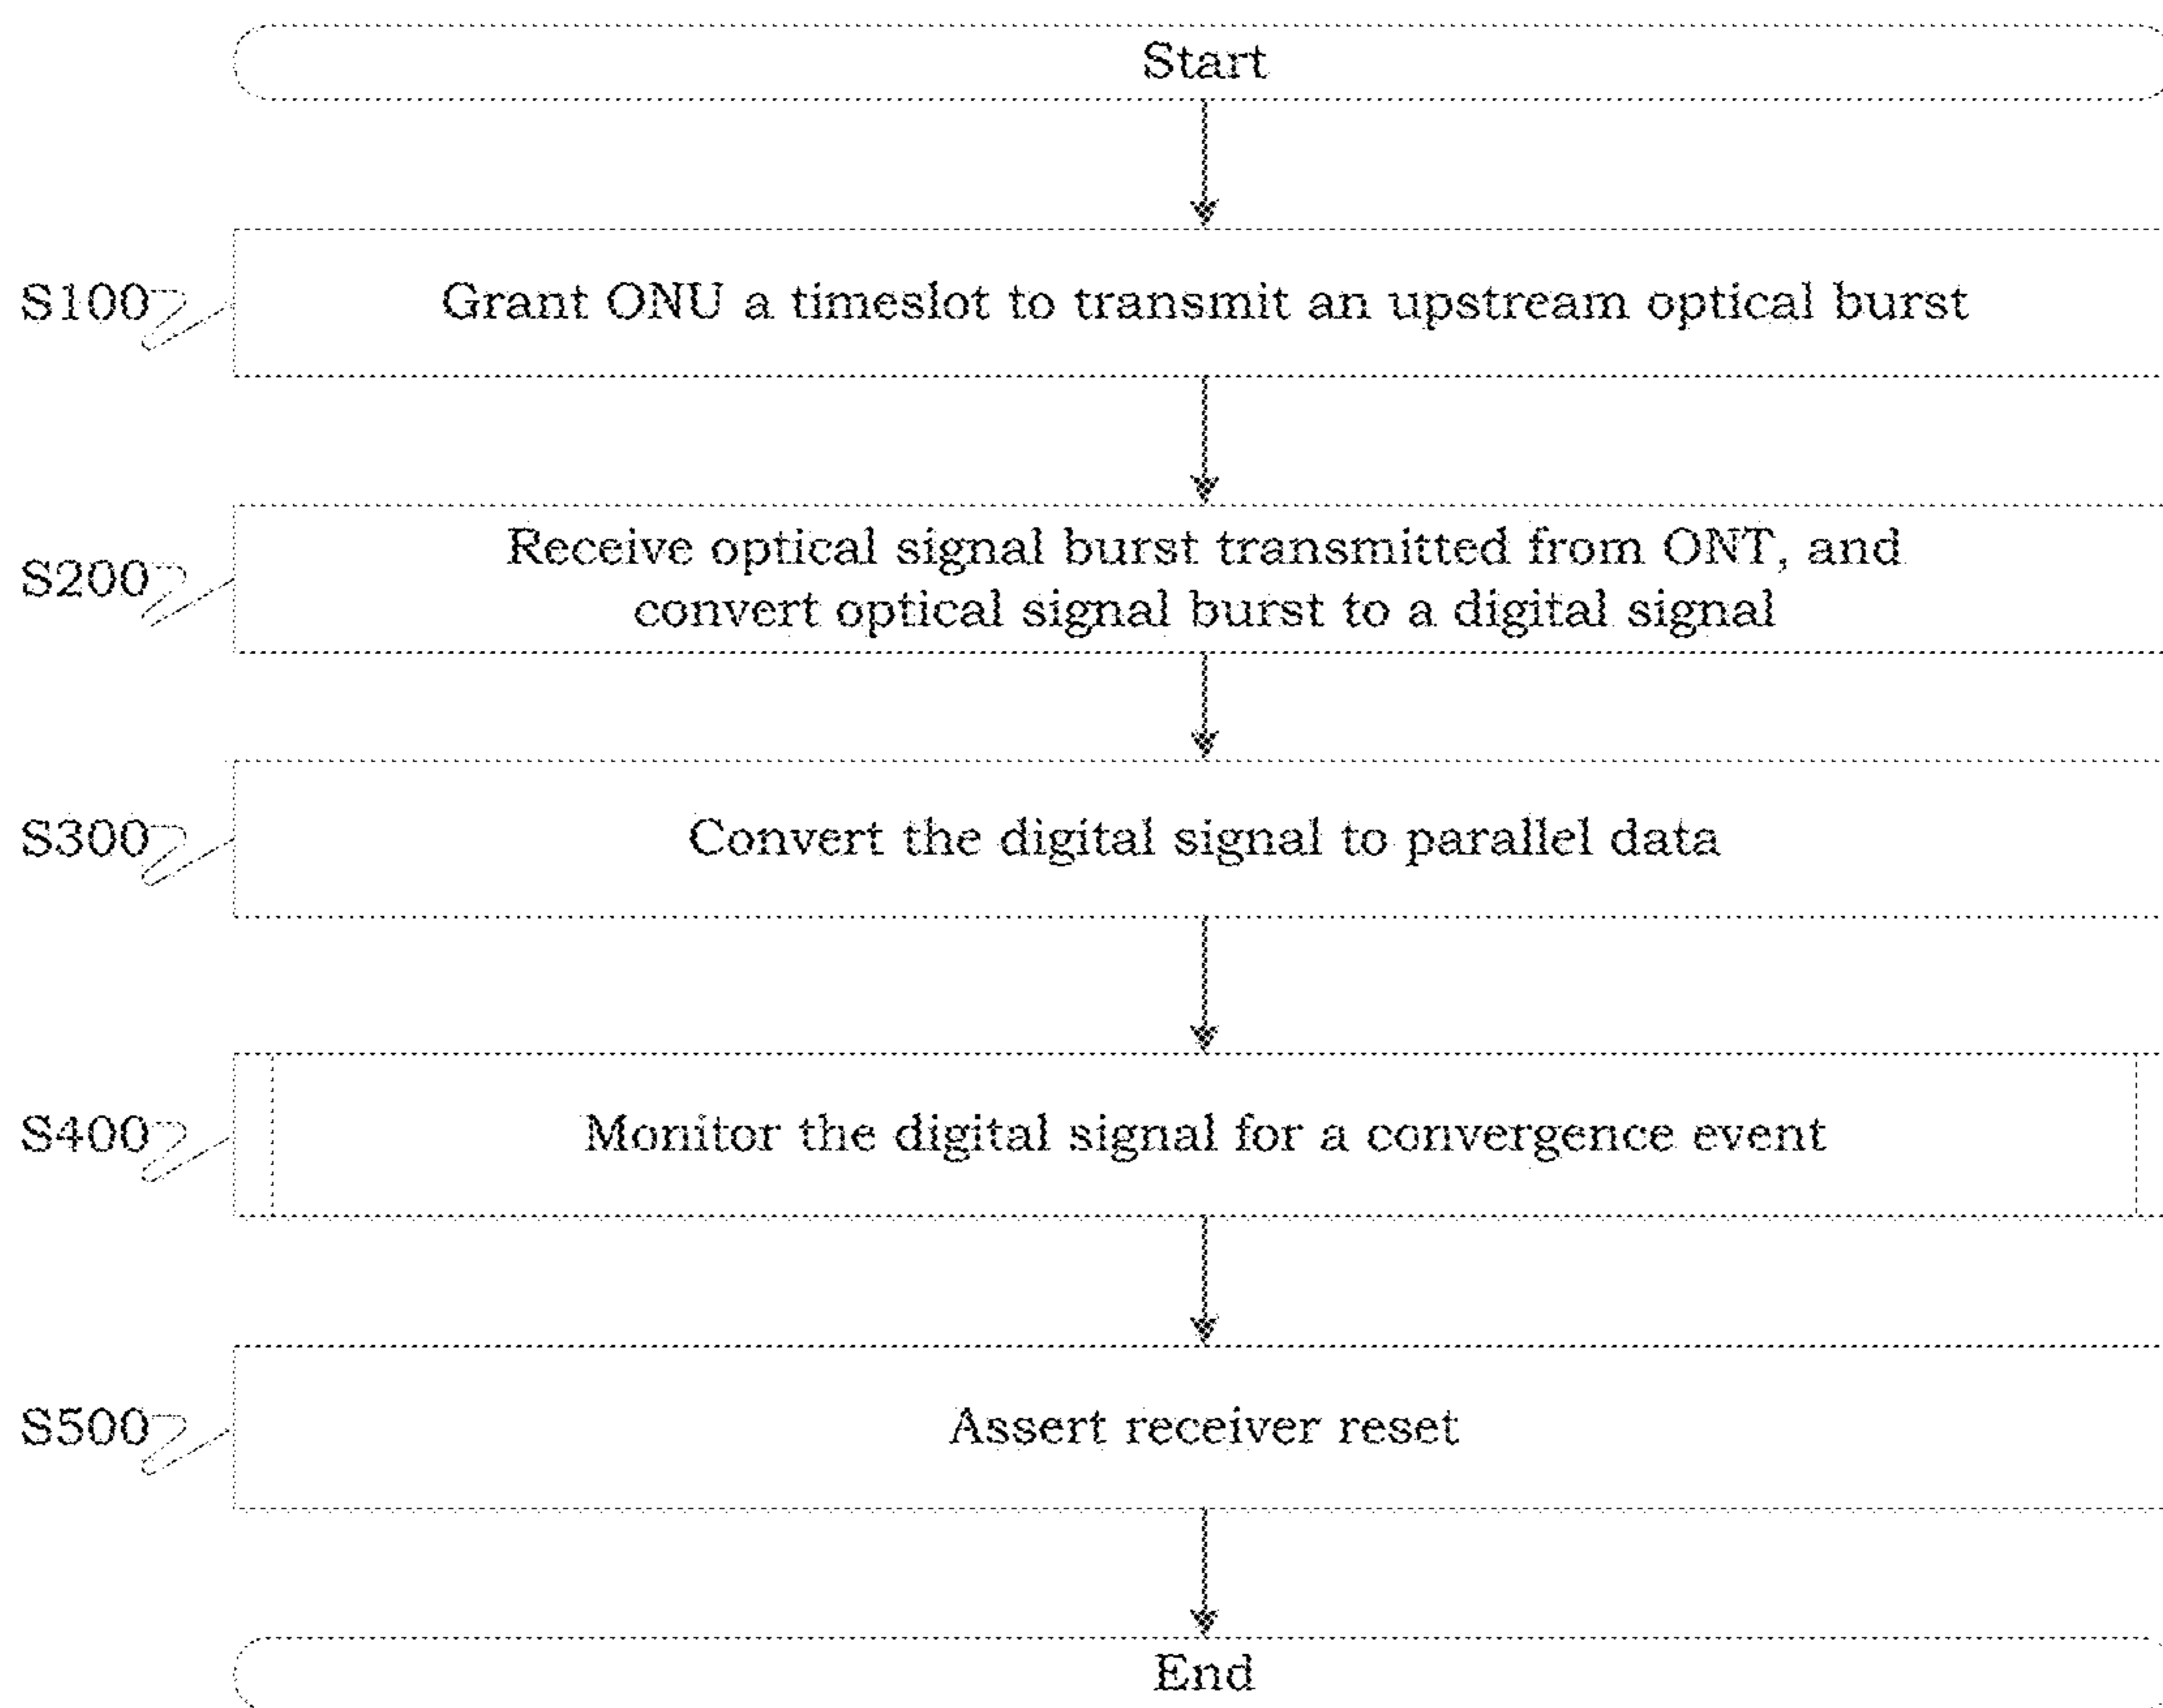 Start
S100
Grant ONU a timeslot to transmit an upstream optical burst
S200
Receive optical signal burst transmitted from ONT, and
convert optical signal burst to a digital signal
S300
Convert the digital signal to parallel data
S400
Monitor the digital signal for a convergence event
S500
Assert receiver reset
End